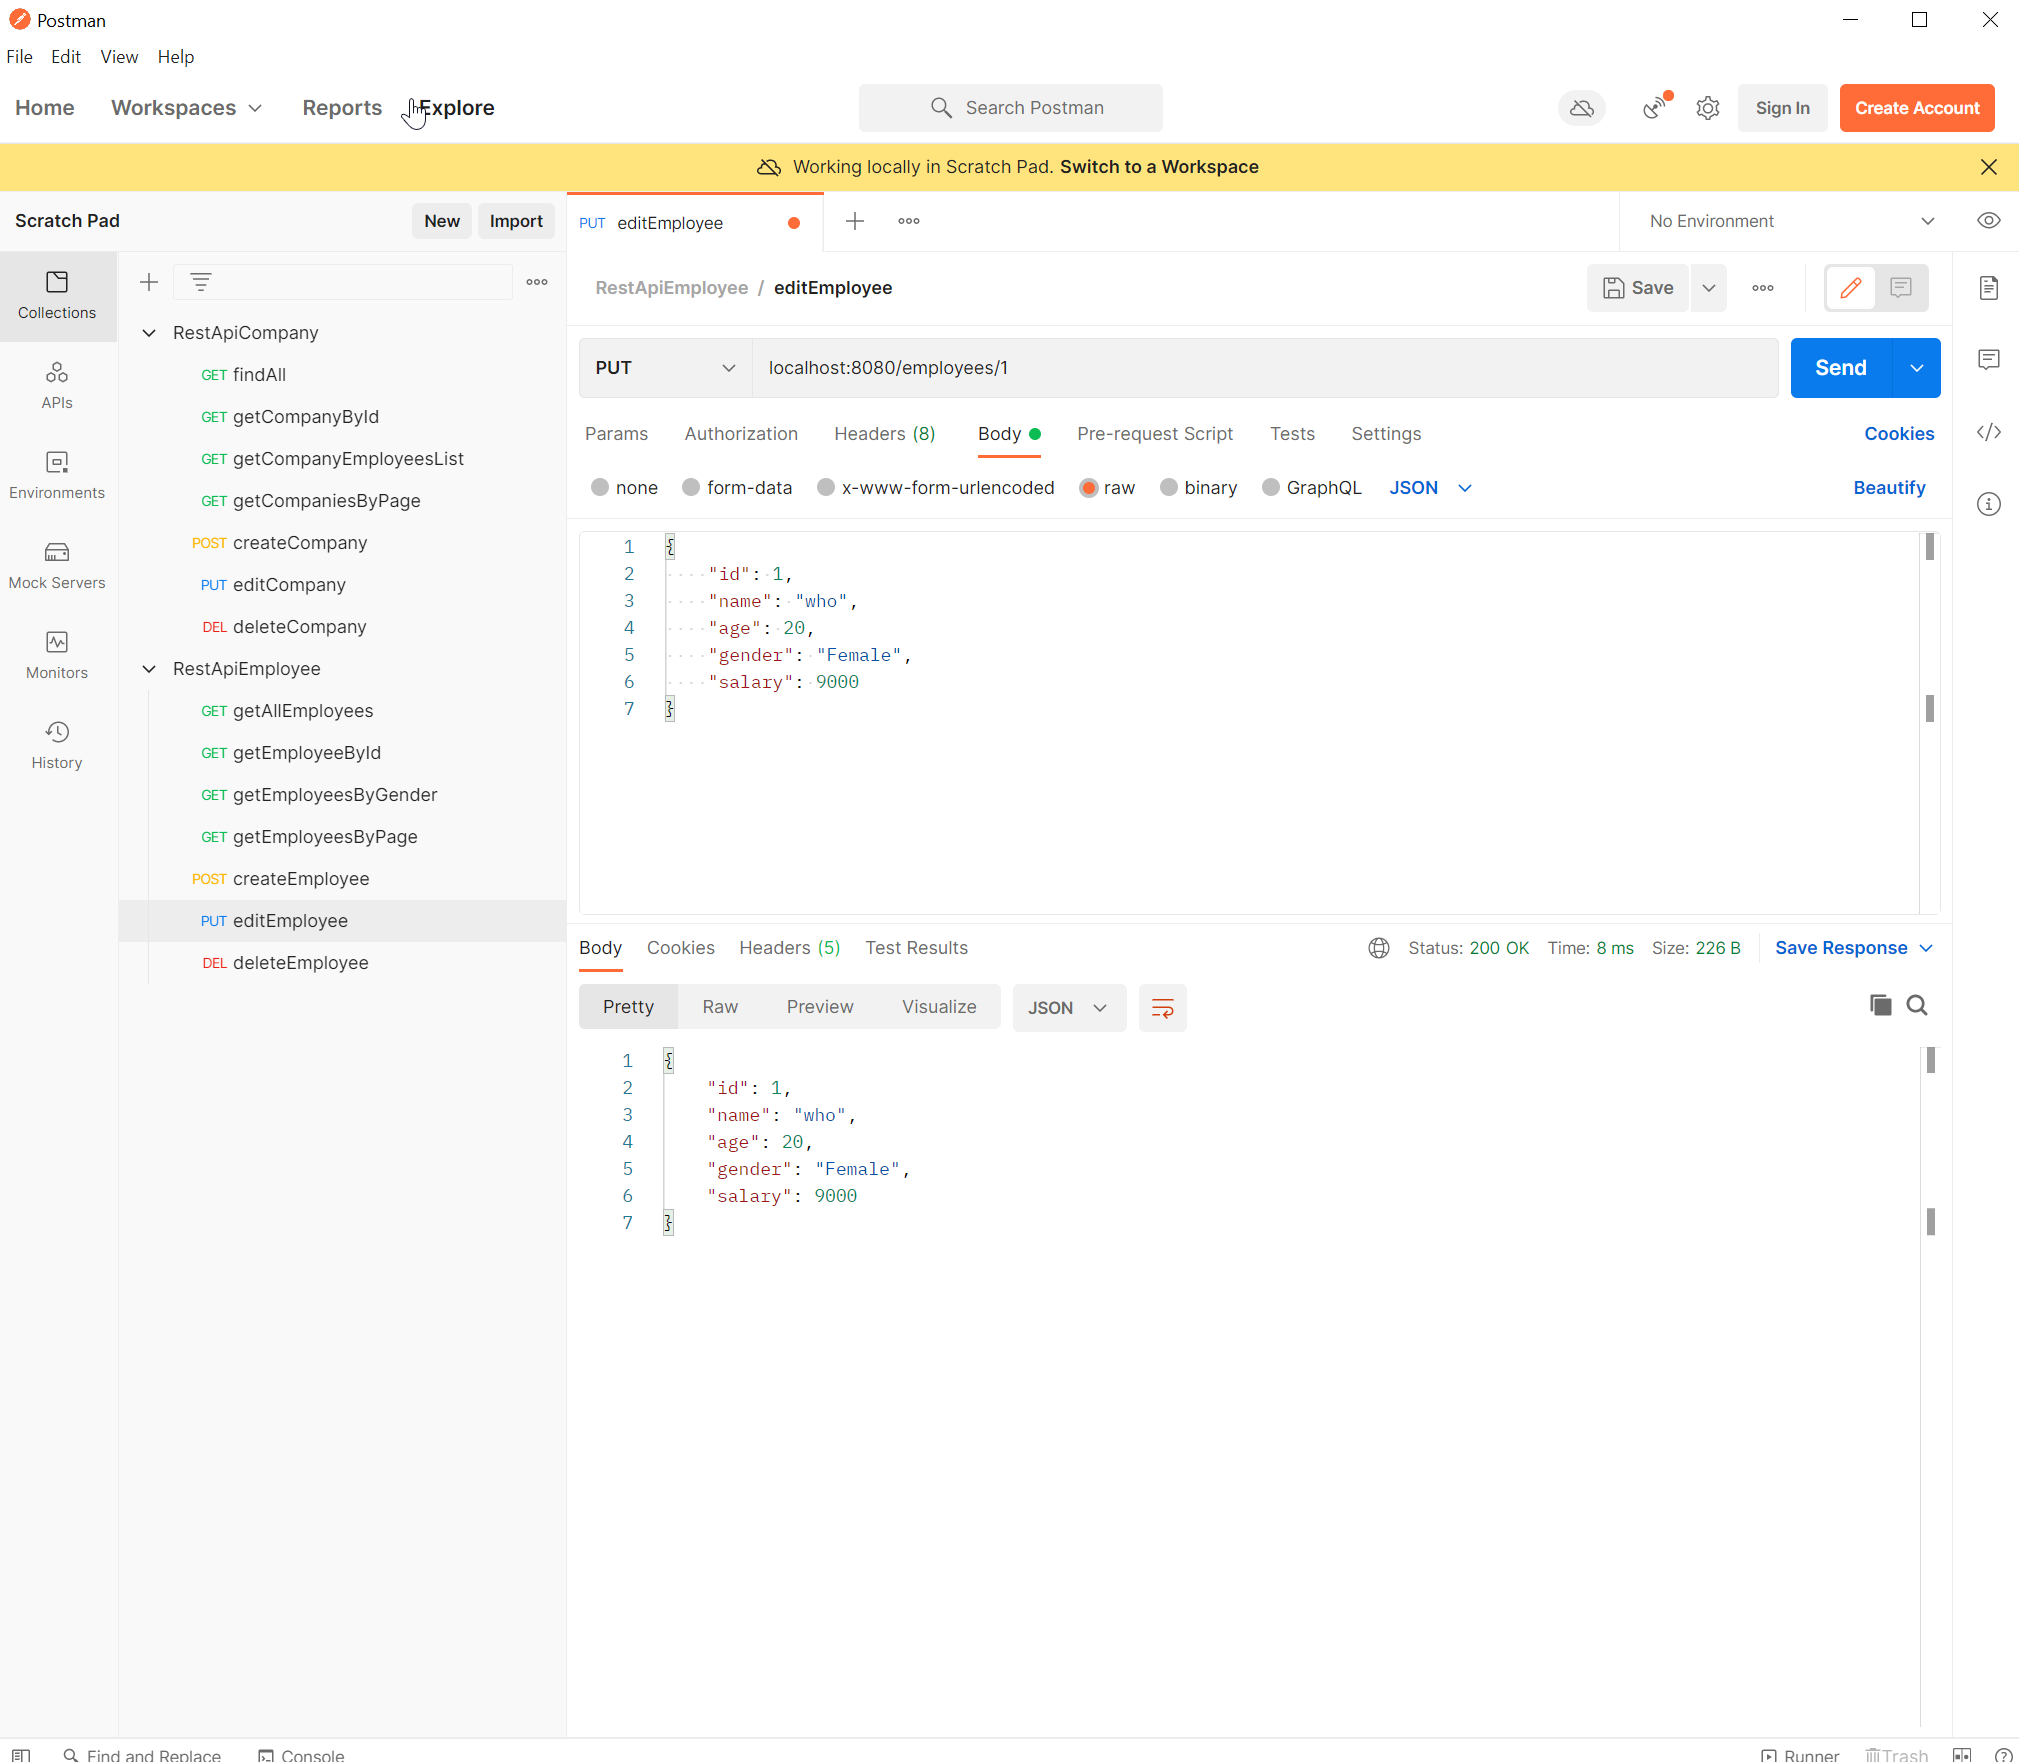 Postman
File Edit View Help
Home Workspaces Reports Explore Search Postman Sign In Create Account
Working locally in Scratch Pad. Switch to a Workspace
Scratch Pad New Import PUT editEmployee No Environment
Collections
APIs
Environments
Mock Servers
Monitors
History
RestApiCompany
GET findAll
GET getCompanyById
GET getCompanyEmployeesList
GET getCompaniesByPage
POST createCompany
PUT editCompany
DEL deleteCompany
RestApiEmployee
GET getAllEmployees
GET getEmployeeById
GET getEmployeesByGender
GET getEmployeesByPage
POST createEmployee
PUT editEmployee
DEL deleteEmployee
RestApiEmployee / editEmployee Save
PUT localhost:8080/employees/1 Send
Params Authorization Headers (8) Body Pre-request Script Tests Settings Cookies
none form-data x-www-form-urlencoded raw binary GraphQL JSON Beautify
1 {
2 "id": 1,
3 "name": "who",
4 "age": 20,
5 "gender": "Female",
6 "salary": 9000
7 }
Body Cookies Headers (5) Test Results Status: 200 OK Time: 8 ms Size: 226 B Save Response
Pretty Raw Preview Visualize JSON
1 {
2 "id": 1,
3 "name": "who",
4 "age": 20,
5 "gender": "Female",
6 "salary": 9000
7 }
Find and Replace Console Runner Trash